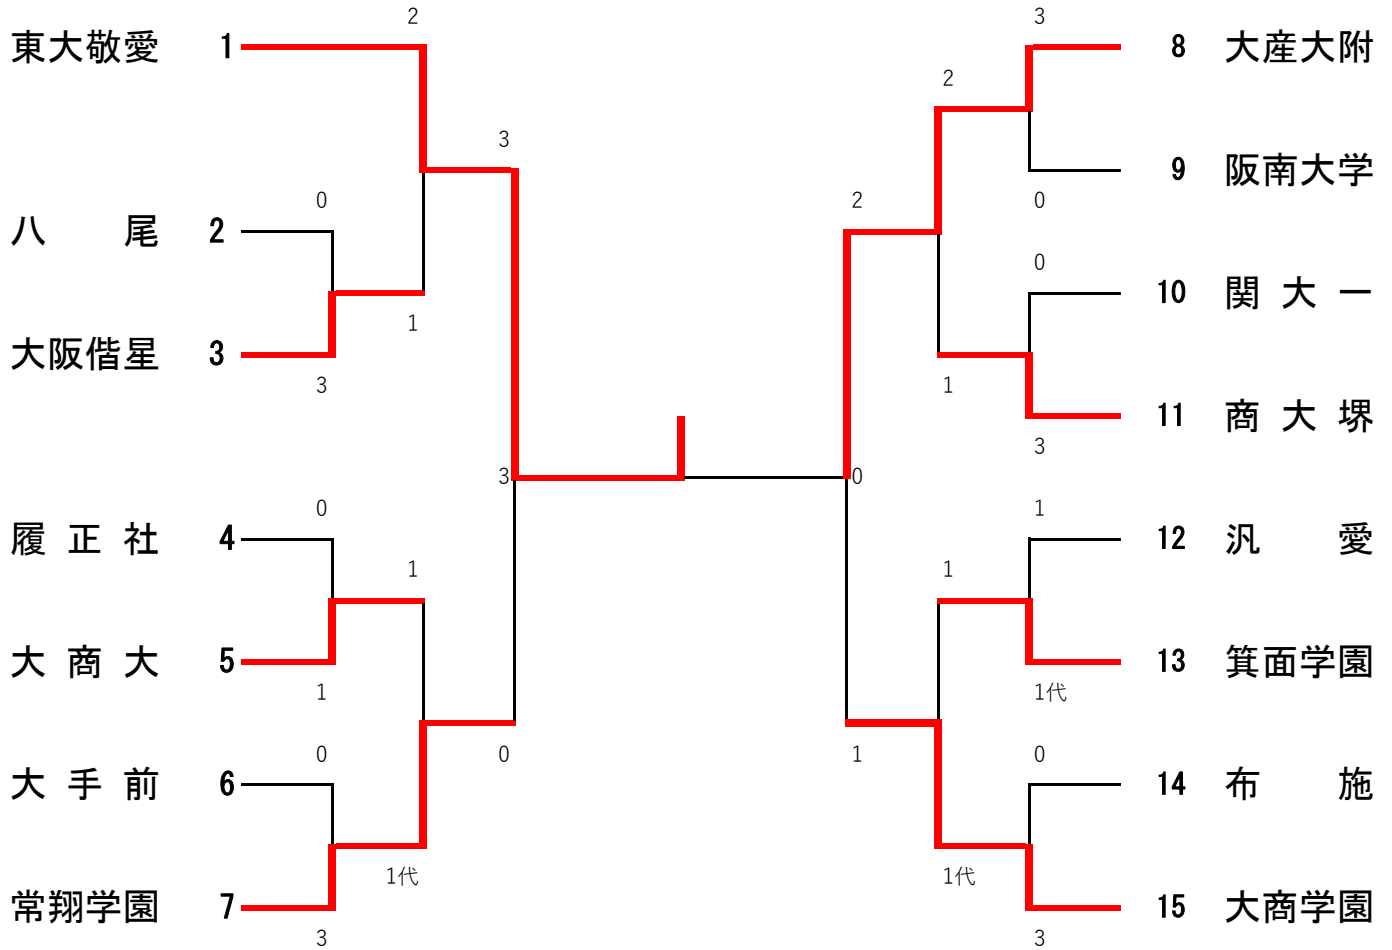 2
東大敬愛 1
3
0
八 尾 2
1
大阪偕星 3
3
3
0
履正社 4
1
大商大 5
1
0
大手前 6
0
1代
常翔学園 7
3
3
8 大産大附
2
9 阪南大学
0
2
0
10 関大一
1
11 商大堺
3
0
1
12 汎 愛
1
13 箕面学園
1代
0
1
14 布 施
1代
15 大商学園
3